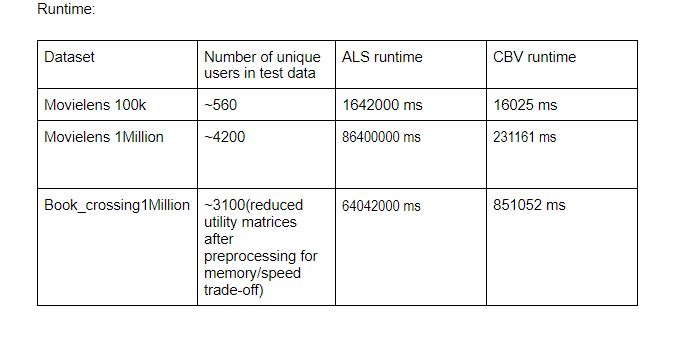 Runtime:
Dataset
Number of unique
users in test data
ALS runtime
CBV runtime
Movielens 100k
~560
1642000 ms
16025 ms
Movielens 1Million
~4200
86400000 ms
231161 ms
Book_crossing1Million
~3100(reduced
utility matrices
after
preprocessing for
memory/speed
trade-off)
64042000 ms
851052 ms